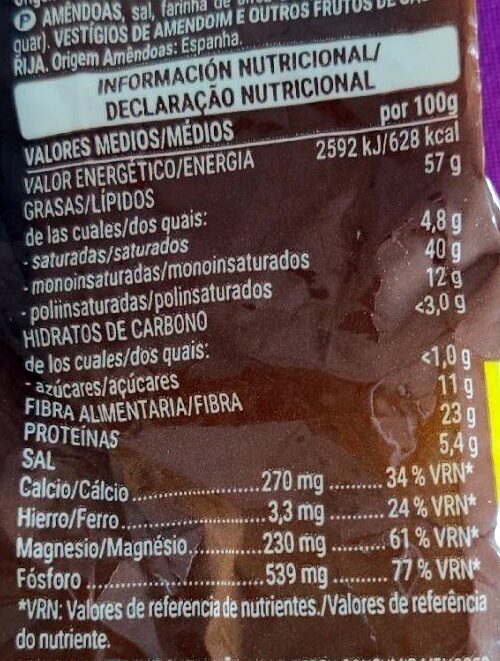 P AMÊNDOAS, sal, farinha de
guar). VESTÍGIOS DE AMENDOIM E OUTROS FRUTOS DE
RIJA. Origem Amêndoas: Espanha.
INFORMACIÓN NUTRICIONAL/
DECLARAÇÃO NUTRICIONAL
por 100g
VALORES MEDIOS/MÉDIOS
VALOR ENERGÉTICO/ENERGIA 2592 kJ/628 kcal
GRASAS/LÍPIDOS 57 g
de las cuales/dos quais:
- saturadas/saturados 4,8 g
- monoinsaturadas/monoinsaturados 40 g
- poliinsaturadas/polinsaturados 12 g
HIDRATOS DE CARBONO <3,0 g
de los cuales/dos quais:
- azúcares/açúcares <1,0 g
FIBRA ALIMENTARIA/FIBRA 11 g
PROTEÍNAS 23 g
SAL 5,4 g
Calcio/Cálcio.............. 270 mg ......... 34 % VRN*
Hierro/Ferro................ 3,3 mg ......... 24 % VRN*
Magnesio/Magnésio.......... 230 mg ......... 61 % VRN*
Fósforo .................... 539 mg ......... 77 % VRN*
*VRN: Valores de referencia de nutrientes./Valores de referência
do nutriente.